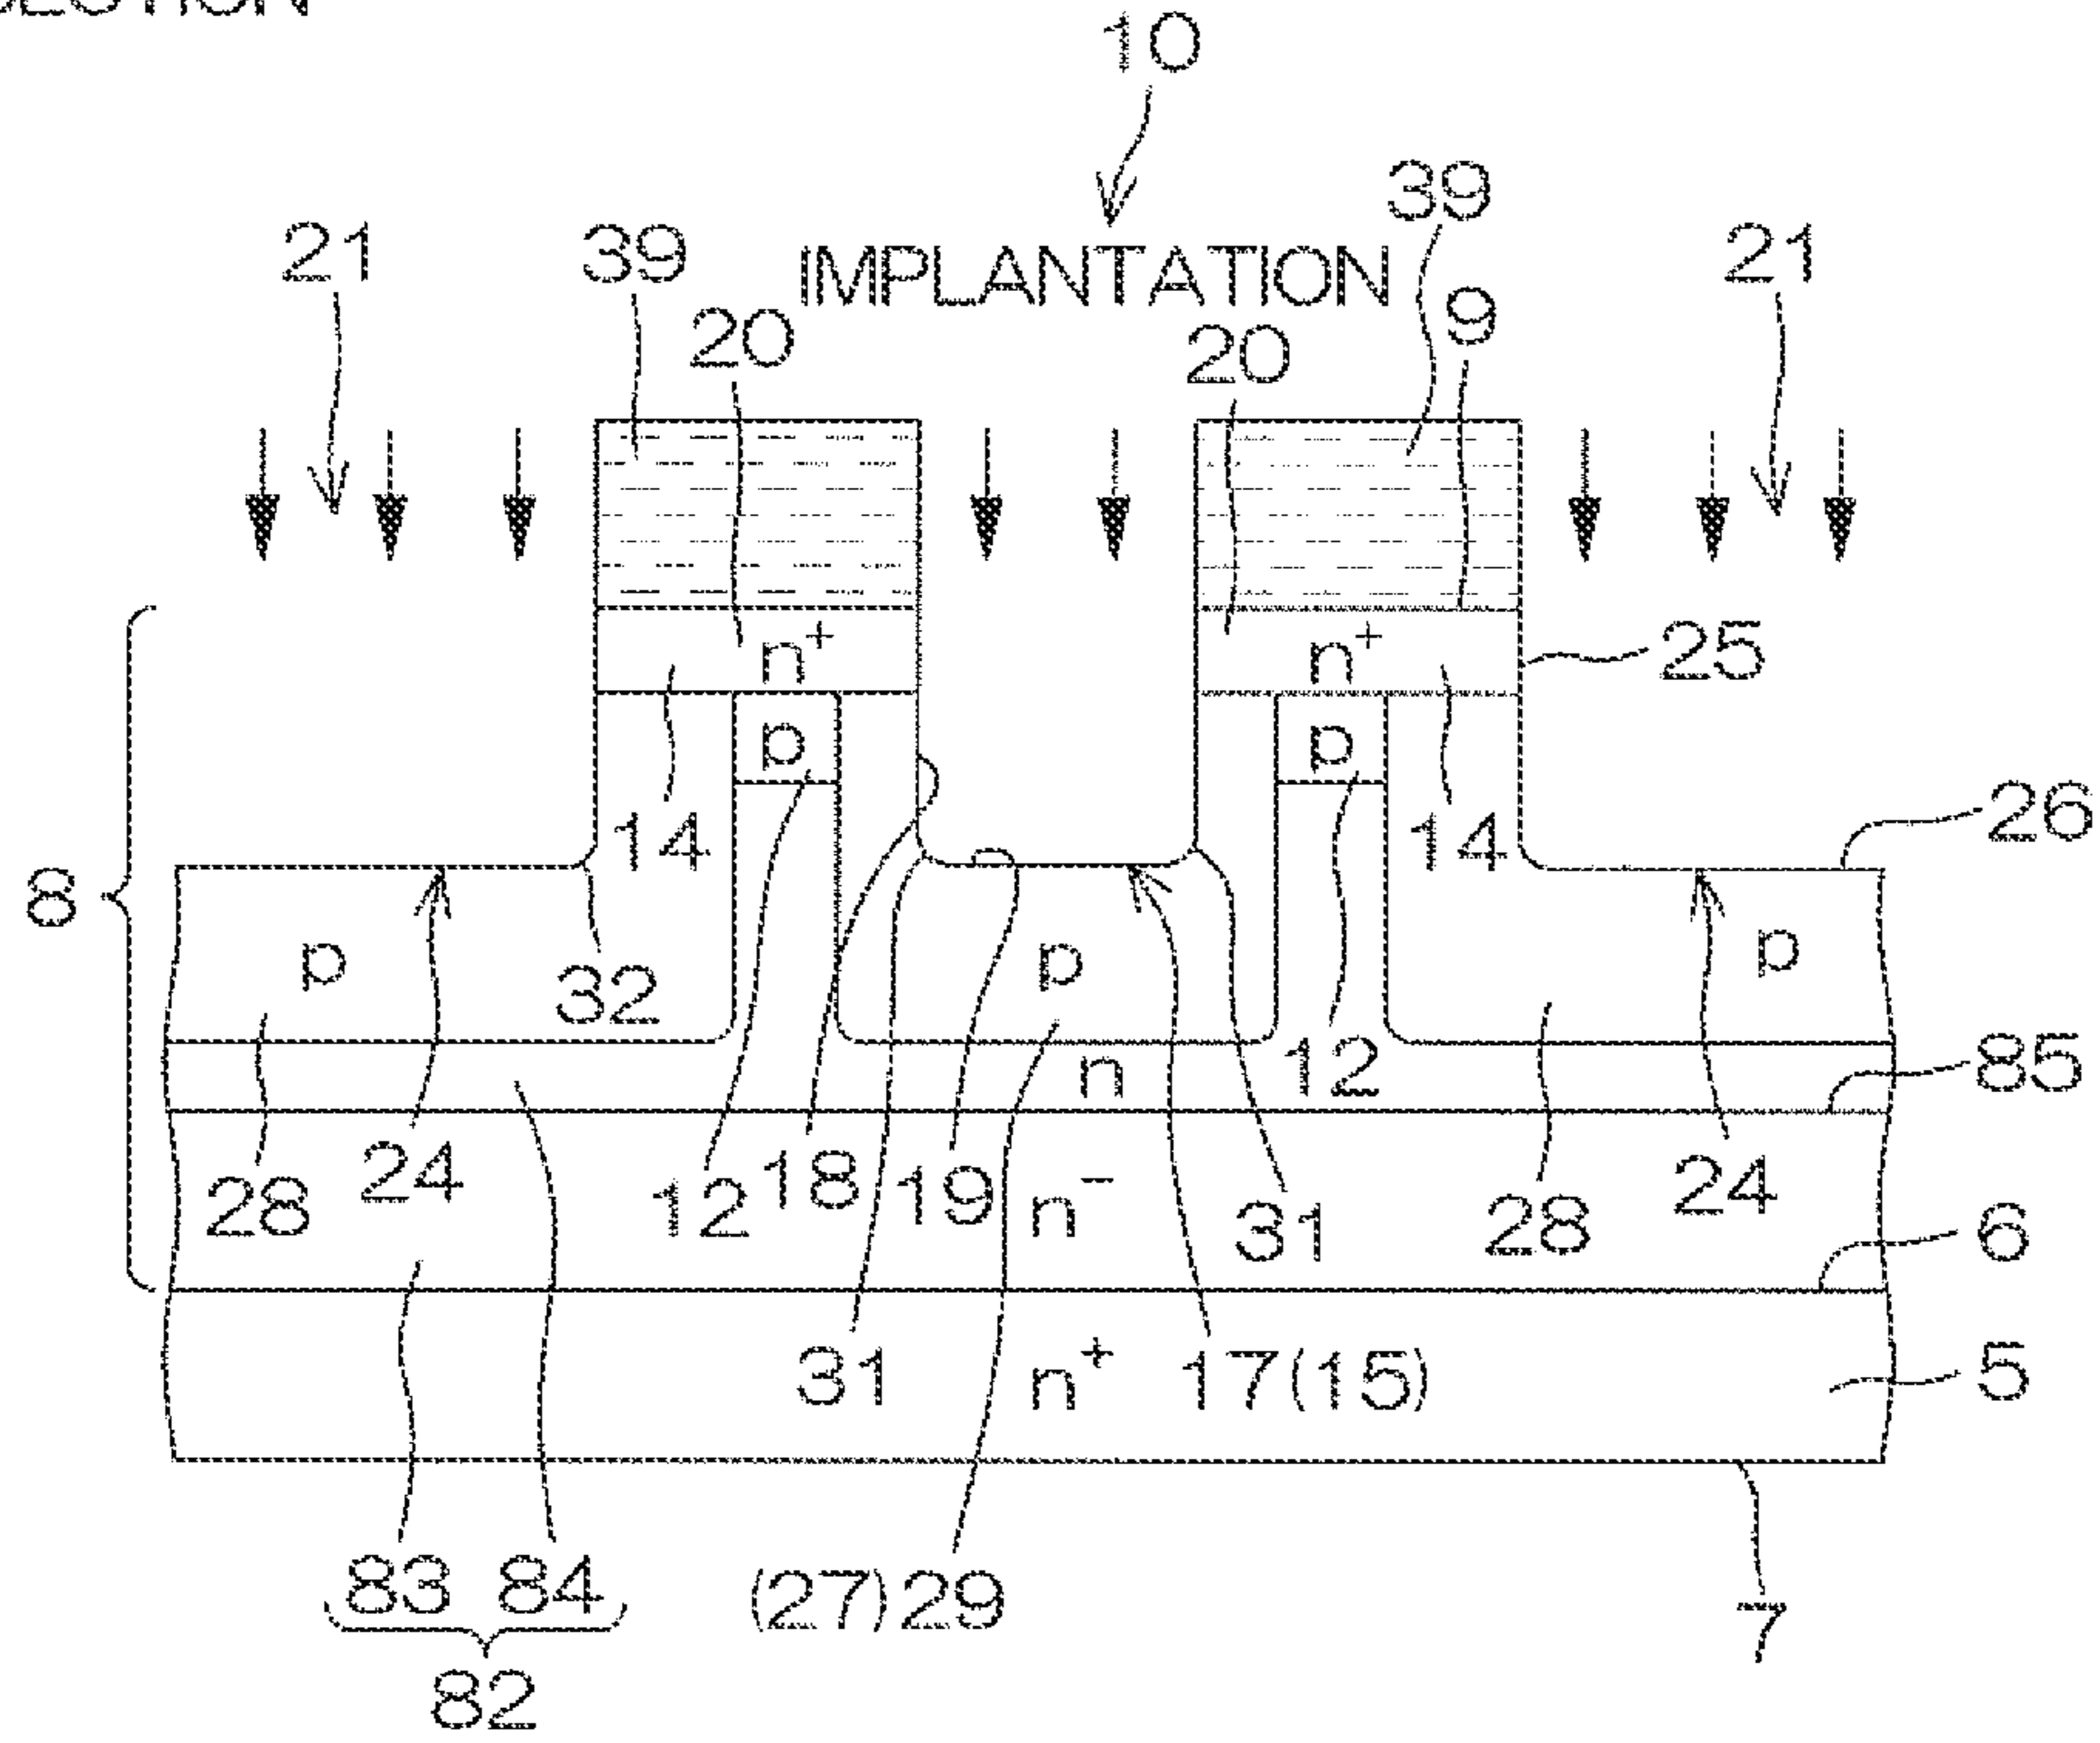 10
39
21 39 IMPLANTATION 21
20 20 9
n+ n+ 25
p p
14 14 26
8
p 32 p p
n 12 85
28 24 12 18 19 n− 31 28 24
6
31 n+ 17(15) 5
83 84 (27)29 7
82